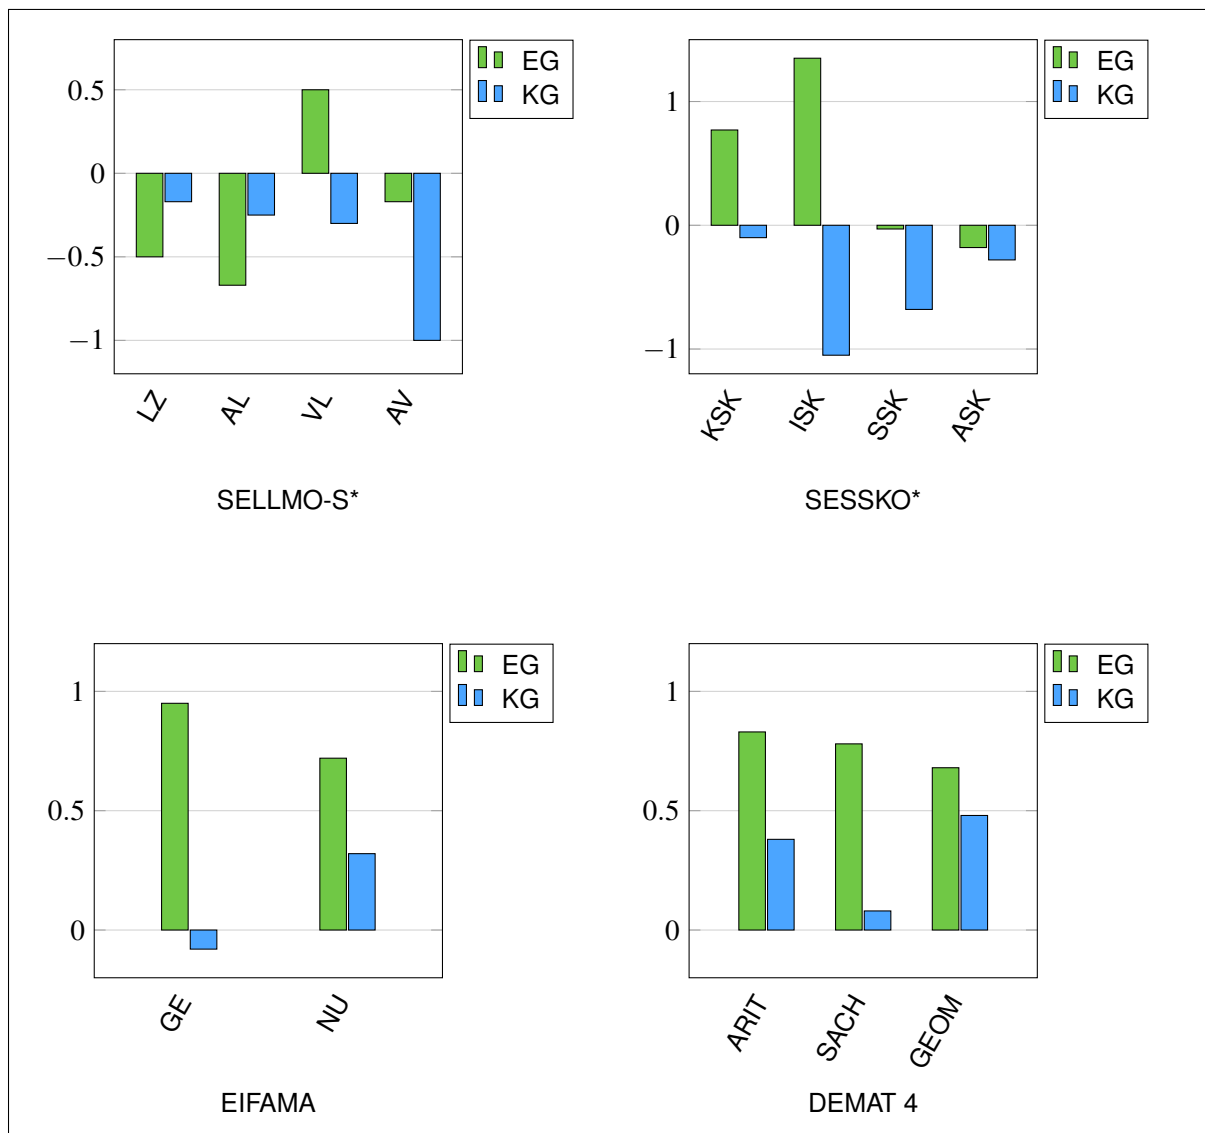 EG
KG
0.5
0
−0.5
−1
LZ
AL
VL
AV
SELLMO-S*
EG
KG
1
0
−1
KSK
ISK
SSK
ASK
SESSKO*
EG
KG
1
0.5
0
GE
NU
EIFAMA
EG
KG
1
0.5
0
ARIT
SACH
GEOM
DEMAT 4